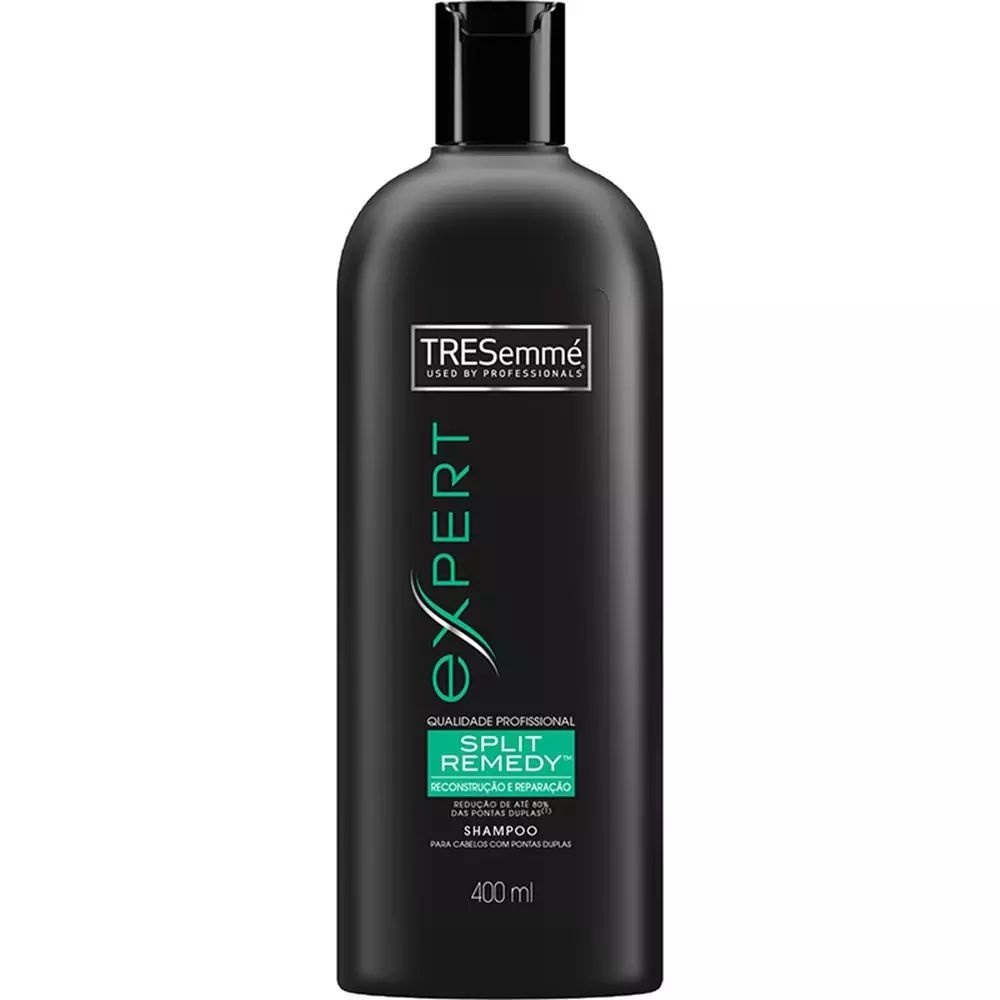 TRESemmé
USED BY PROFESSIONALS®
eXPERT
QUALIDADE PROFISSIONAL
SPLIT
REMEDY™
RECONSTRUÇÃO E REPARAÇÃO
REDUÇÃO DE ATÉ 80%
DAS PONTAS DUPLAS(1)
SHAMPOO
PARA CABELOS COM PONTAS DUPLAS
400 ml